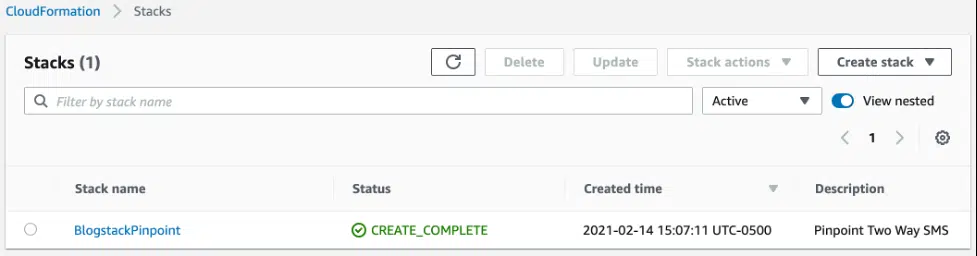 CloudFormation > Stacks
Stacks (1) Delete Update Stack actions Create stack
Filter by stack name Active View nested
1
Stack name Status Created time Description
BlogstackPinpoint CREATE_COMPLETE 2021-02-14 15:07:11 UTC-0500 Pinpoint Two Way SMS